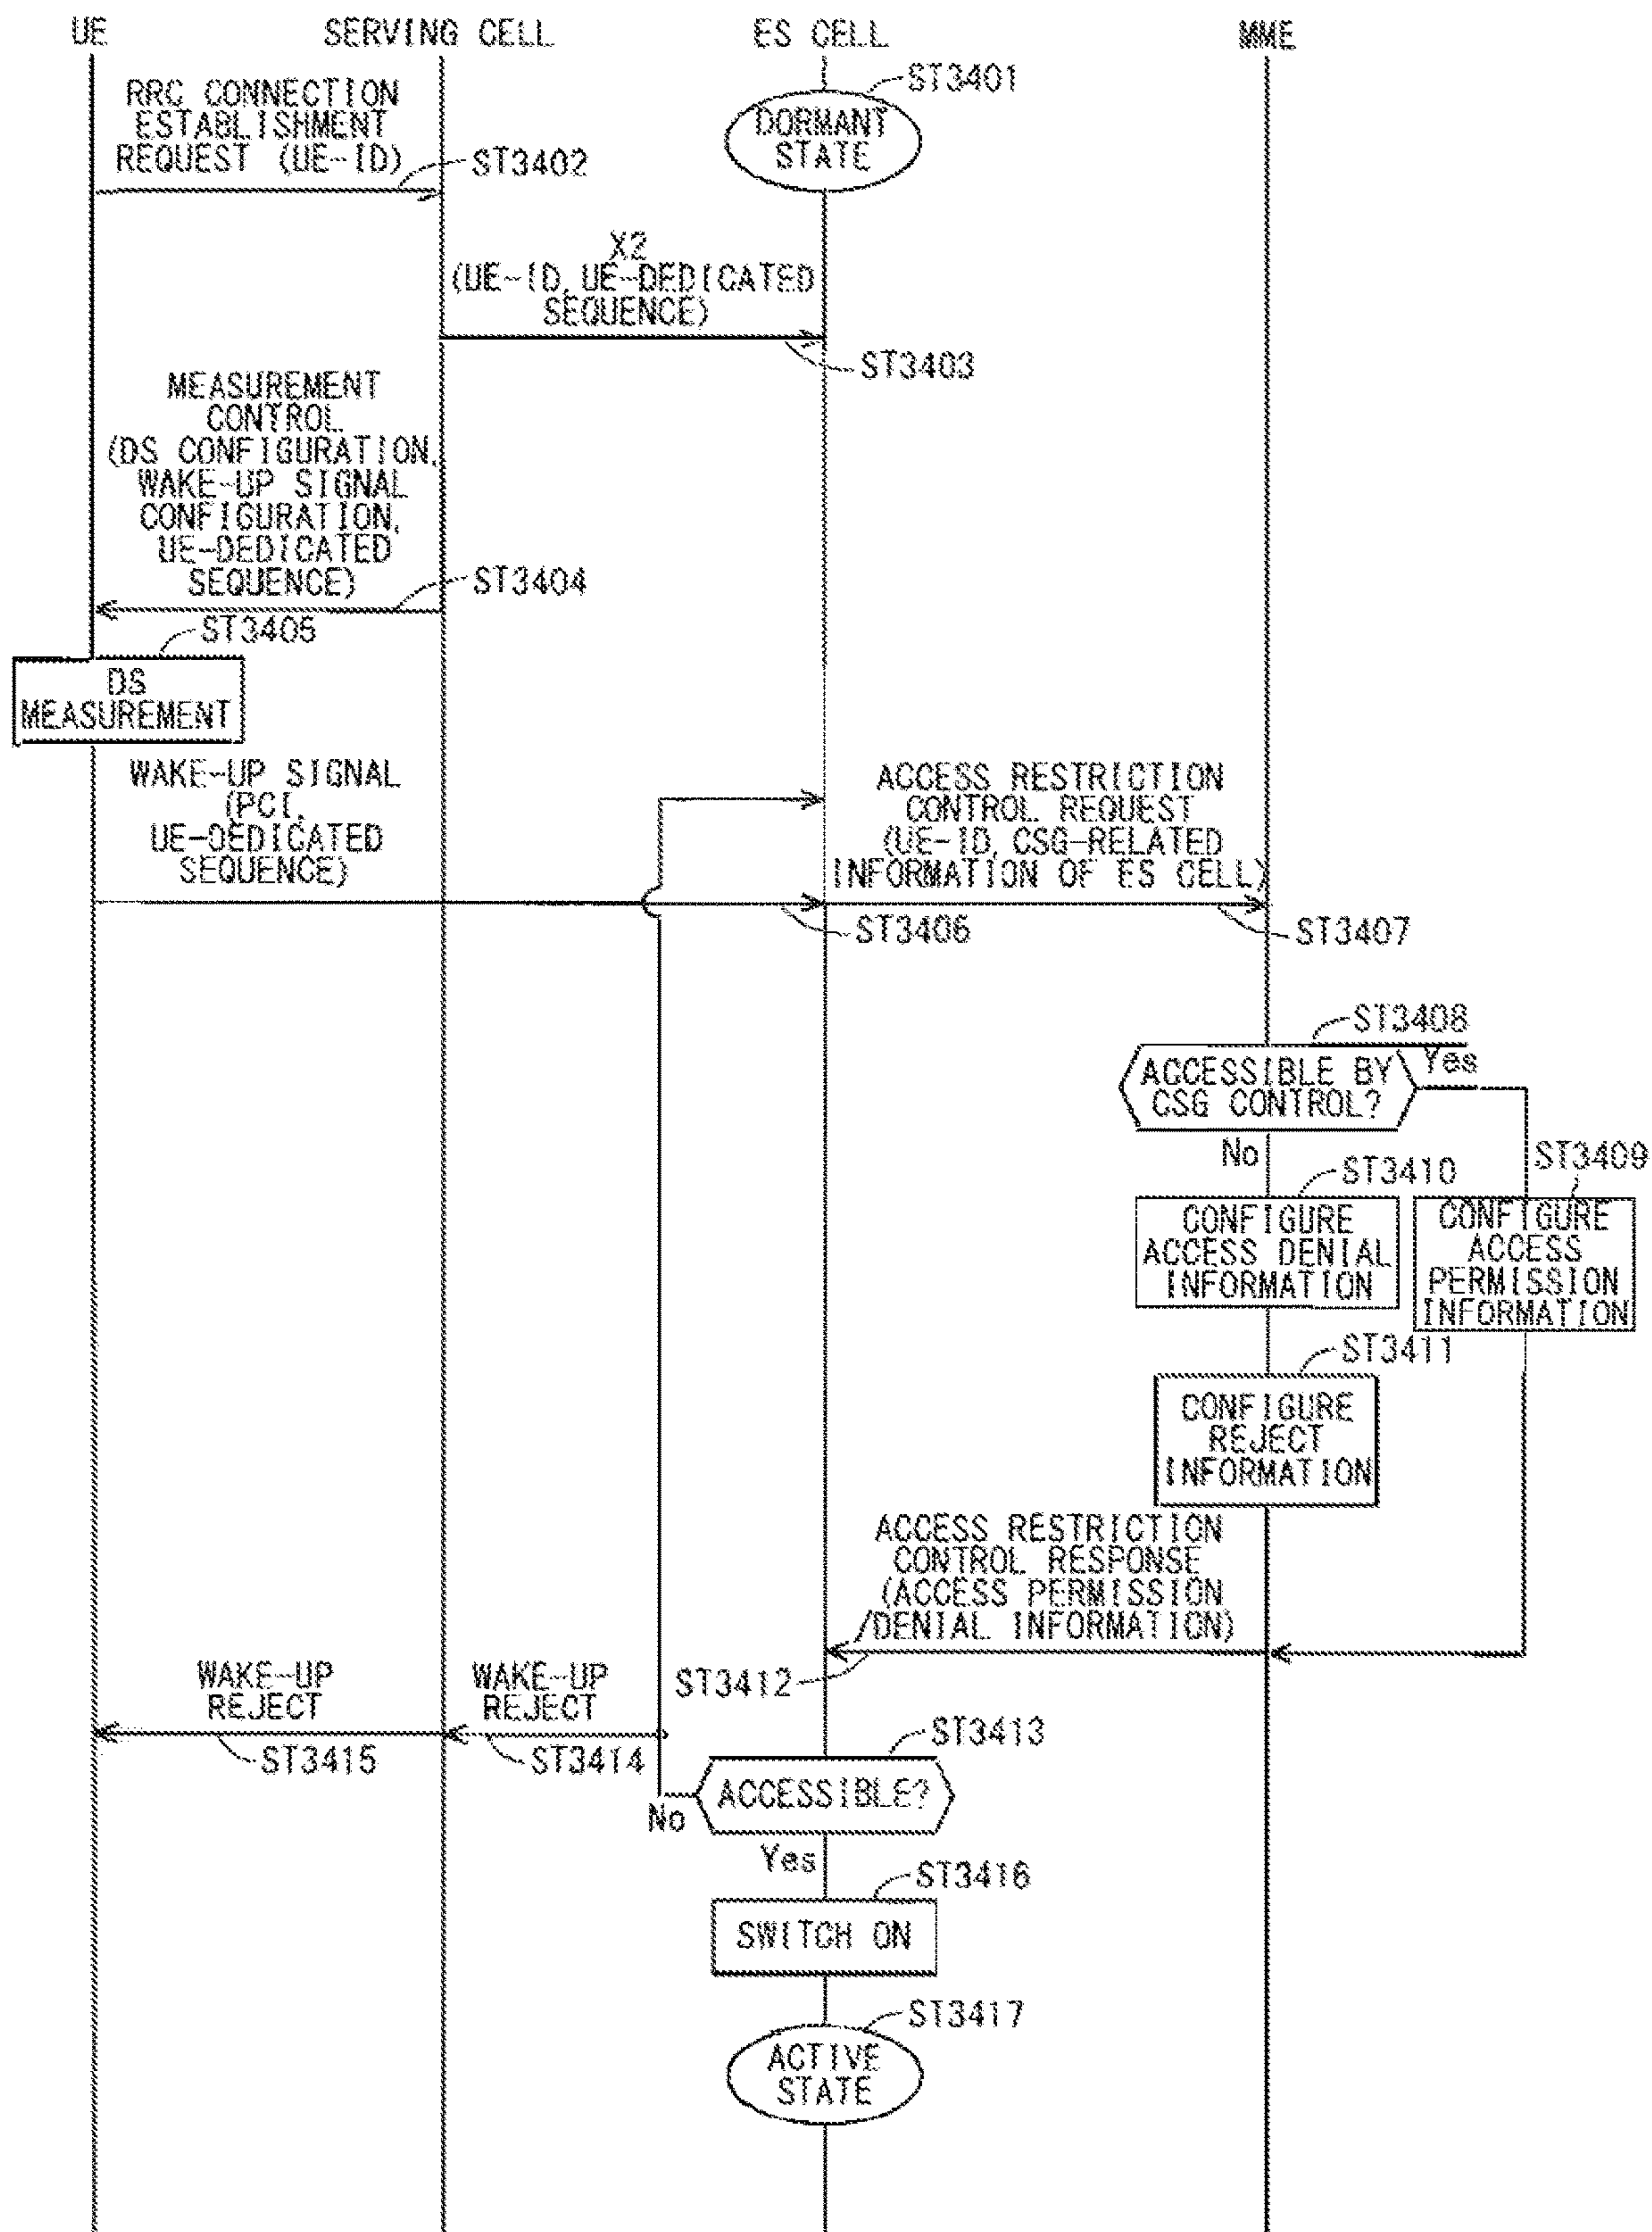 UE
SERVING CELL
ES CELL
MME
ST3401
DORMANT
STATE
RRC CONNECTION
ESTABLISHMENT
REQUEST (UE-ID)
ST3402
X2
(UE-ID, UE-DEDICATED
SEQUENCE)
ST3403
MEASUREMENT
CONTROL
(DS CONFIGURATION,
WAKE-UP SIGNAL
CONFIGURATION,
UE-DEDICATED
SEQUENCE)
ST3404
ST3405
DS
MEASUREMENT
WAKE-UP SIGNAL
(PCI,
UE-DEDICATED
SEQUENCE)
ST3406
ACCESS RESTRICTION
CONTROL REQUEST
(UE-ID, CSG-RELATED
INFORMATION OF ES CELL)
ST3407
ST3408
ACCESSIBLE BY
CSG CONTROL?
Yes
No
ST3409
CONFIGURE
ACCESS
PERMISSION
INFORMATION
ST3410
CONFIGURE
ACCESS DENIAL
INFORMATION
ST3411
CONFIGURE
REJECT
INFORMATION
ACCESS RESTRICTION
CONTROL RESPONSE
(ACCESS PERMISSION
/DENIAL INFORMATION)
ST3412
ST3413
ACCESSIBLE?
No
WAKE-UP
REJECT
ST3414
WAKE-UP
REJECT
ST3415
Yes
ST3416
SWITCH ON
ST3417
ACTIVE
STATE